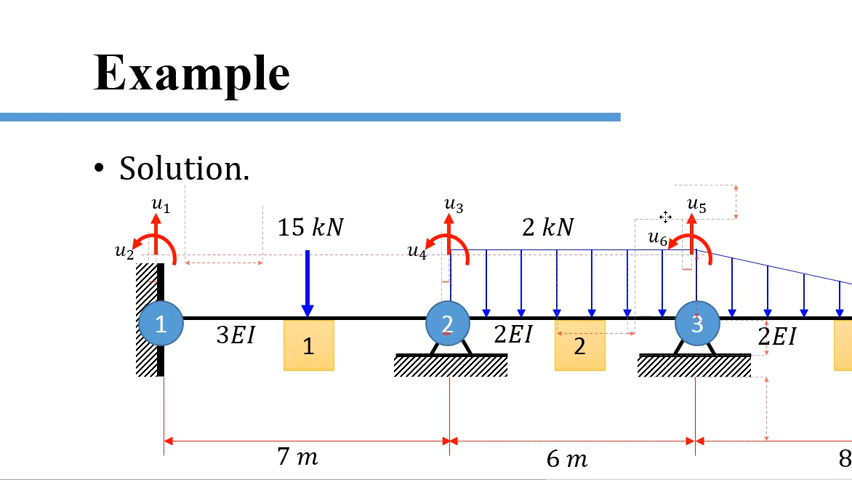 Example
• Solution.
u₁ u₃ u₅
15 kN 2 kN
u₂ u₄ u₆
1 2 3
3EI 2EI 2EI
1 2
7 m 6 m 8